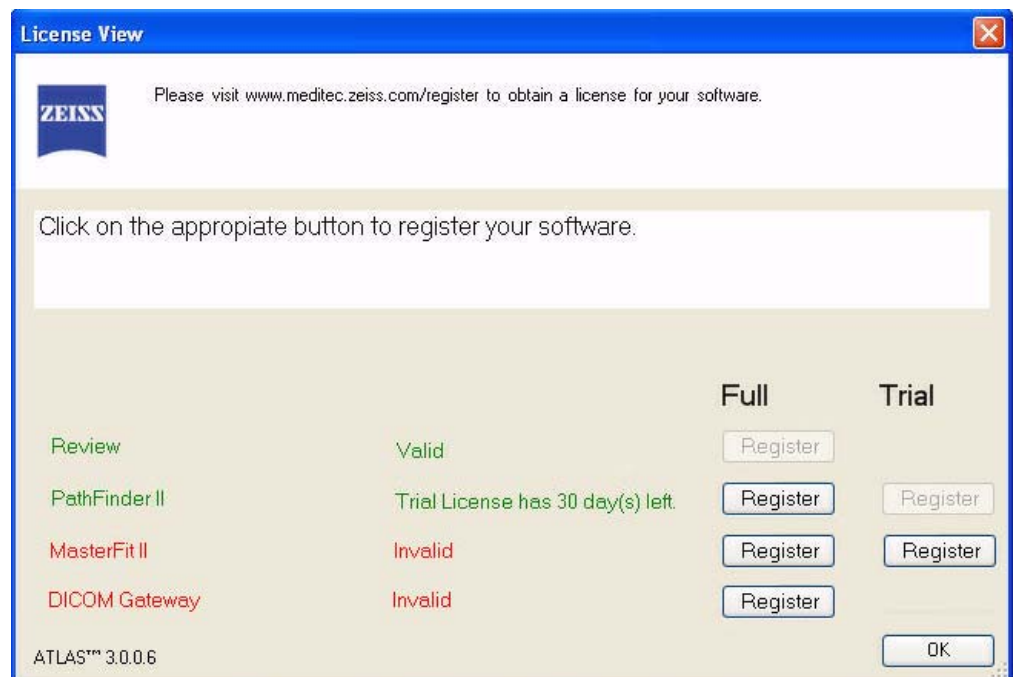 License View
ZEISS
Please visit www.meditec.zeiss.com/register to obtain a license for your software.
Click on the appropiate button to register your software.
Full Trial
Review Valid Register
PathFinder II Trial License has 30 day(s) left. Register Register
MasterFit II Invalid Register Register
DICOM Gateway Invalid Register
ATLAS™ 3.0.0.6 OK